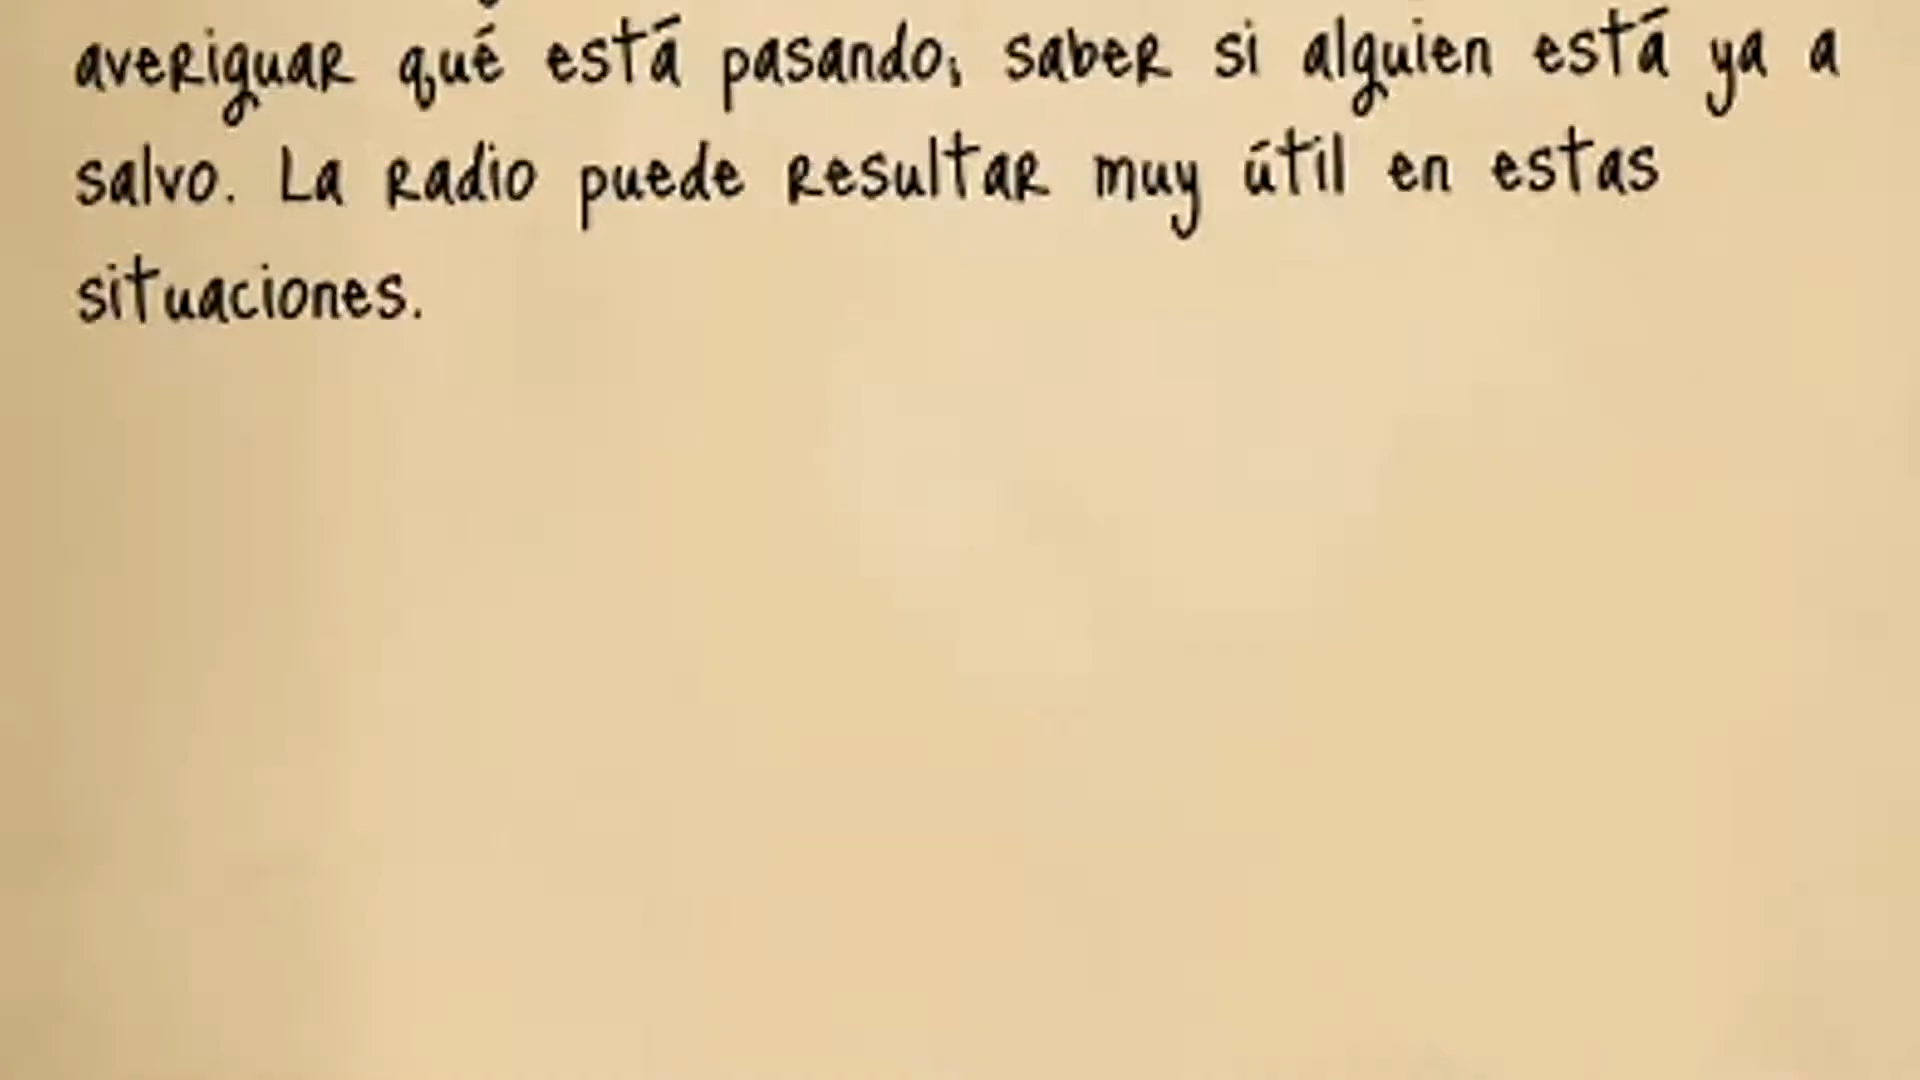 averiguar qué está pasando, saber si alguien está ya a
salvo. La radio puede resultar muy útil en estas
situaciones.